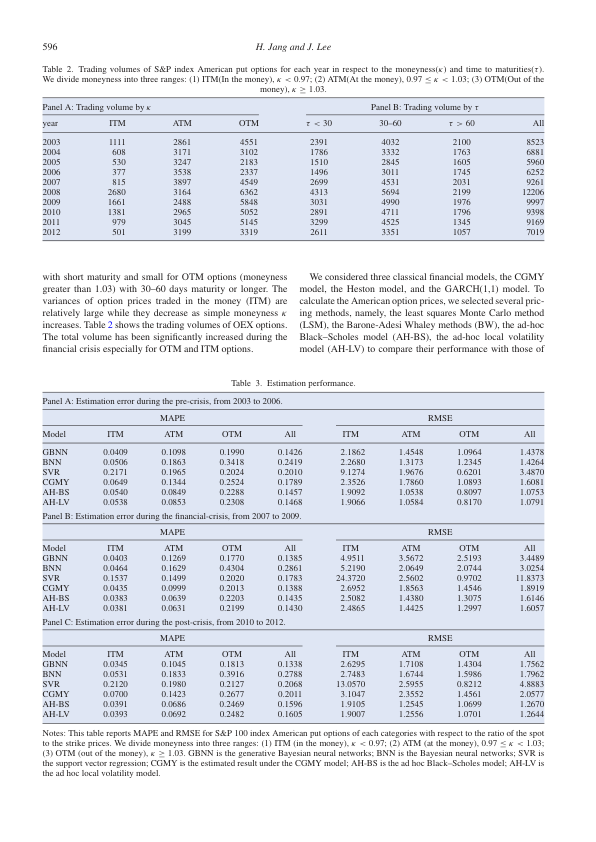 596
H. Jang and J. Lee
Table 2. Trading volumes of S&P index American put options for each year in respect to the moneyness(κ) and time to maturities(τ).
We divide moneyness into three ranges: (1) ITM(In the money), κ < 0.97; (2) ATM(At the money), 0.97 ≤ κ < 1.03; (3) OTM(Out of the
money), κ ≥ 1.03.
Panel A: Trading volume by κ Panel B: Trading volume by τ
year ITM ATM OTM τ < 30 30–60 τ > 60 All
2003 1111 2861 4551 2391 4032 2100 8523
2004 608 3171 3102 1786 3332 1763 6881
2005 530 3247 2183 1510 2845 1605 5960
2006 377 3538 2337 1496 3011 1745 6252
2007 815 3897 4549 2699 4531 2031 9261
2008 2680 3164 6362 4313 5694 2199 12206
2009 1661 2488 5848 3031 4990 1976 9997
2010 1381 2965 5052 2891 4711 1796 9398
2011 979 3045 5145 3299 4525 1345 9169
2012 501 3199 3319 2611 3351 1057 7019
with short maturity and small for OTM options (moneyness
greater than 1.03) with 30–60 days maturity or longer. The
variances of option prices traded in the money (ITM) are
relatively large while they decrease as simple moneyness κ
increases. Table 2 shows the trading volumes of OEX options.
The total volume has been significantly increased during the
financial crisis especially for OTM and ITM options.
We considered three classical financial models, the CGMY
model, the Heston model, and the GARCH(1,1) model. To
calculate the American option prices, we selected several pric-
ing methods, namely, the least squares Monte Carlo method
(LSM), the Barone-Adesi Whaley methods (BW), the ad-hoc
Black–Scholes model (AH-BS), the ad-hoc local volatility
model (AH-LV) to compare their performance with those of
Table 3. Estimation performance.
Panel A: Estimation error during the pre-crisis, from 2003 to 2006.
MAPE RMSE
Model ITM ATM OTM All ITM ATM OTM All
GBNN 0.0409 0.1098 0.1990 0.1426 2.1862 1.4548 1.0964 1.4378
BNN 0.0506 0.1863 0.3418 0.2419 2.2680 1.3173 1.2345 1.4264
SVR 0.2171 0.1965 0.2024 0.2010 9.1274 1.9676 0.6201 3.4870
CGMY 0.0649 0.1344 0.2524 0.1789 2.3526 1.7860 1.0893 1.6081
AH-BS 0.0540 0.0849 0.2288 0.1457 1.9092 1.0538 0.8097 1.0753
AH-LV 0.0538 0.0853 0.2308 0.1468 1.9066 1.0584 0.8170 1.0791
Panel B: Estimation error during the financial-crisis, from 2007 to 2009.
MAPE RMSE
Model ITM ATM OTM All ITM ATM OTM All
GBNN 0.0403 0.1269 0.1770 0.1385 4.9511 3.5672 2.5193 3.4489
BNN 0.0464 0.1629 0.4304 0.2861 5.2190 2.0649 2.0744 3.0254
SVR 0.1537 0.1499 0.2020 0.1783 24.3720 2.5602 0.9702 11.8373
CGMY 0.0435 0.0999 0.2013 0.1388 2.6952 1.8563 1.4546 1.8919
AH-BS 0.0383 0.0639 0.2203 0.1435 2.5082 1.4380 1.3075 1.6146
AH-LV 0.0381 0.0631 0.2199 0.1430 2.4865 1.4425 1.2997 1.6057
Panel C: Estimation error during the post-crisis, from 2010 to 2012.
MAPE RMSE
Model ITM ATM OTM All ITM ATM OTM All
GBNN 0.0345 0.1045 0.1813 0.1338 2.6295 1.7108 1.4304 1.7562
BNN 0.0531 0.1833 0.3916 0.2788 2.7483 1.6744 1.5986 1.7962
SVR 0.2120 0.1980 0.2127 0.2068 13.0570 2.5955 0.8212 4.8883
CGMY 0.0700 0.1423 0.2677 0.2011 3.1047 2.3552 1.4561 2.0577
AH-BS 0.0391 0.0686 0.2469 0.1596 1.9105 1.2545 1.0699 1.2670
AH-LV 0.0393 0.0692 0.2482 0.1605 1.9007 1.2556 1.0701 1.2644
Notes: This table reports MAPE and RMSE for S&P 100 index American put options of each categories with respect to the ratio of the spot
to the strike prices. We divide moneyness into three ranges: (1) ITM (in the money), κ < 0.97; (2) ATM (at the money), 0.97 ≤ κ < 1.03;
(3) OTM (out of the money), κ ≥ 1.03. GBNN is the generative Bayesian neural networks; BNN is the Bayesian neural networks; SVR is
the support vector regression; CGMY is the estimated result under the CGMY model; AH-BS is the ad hoc Black–Scholes model; AH-LV is
the ad hoc local volatility model.